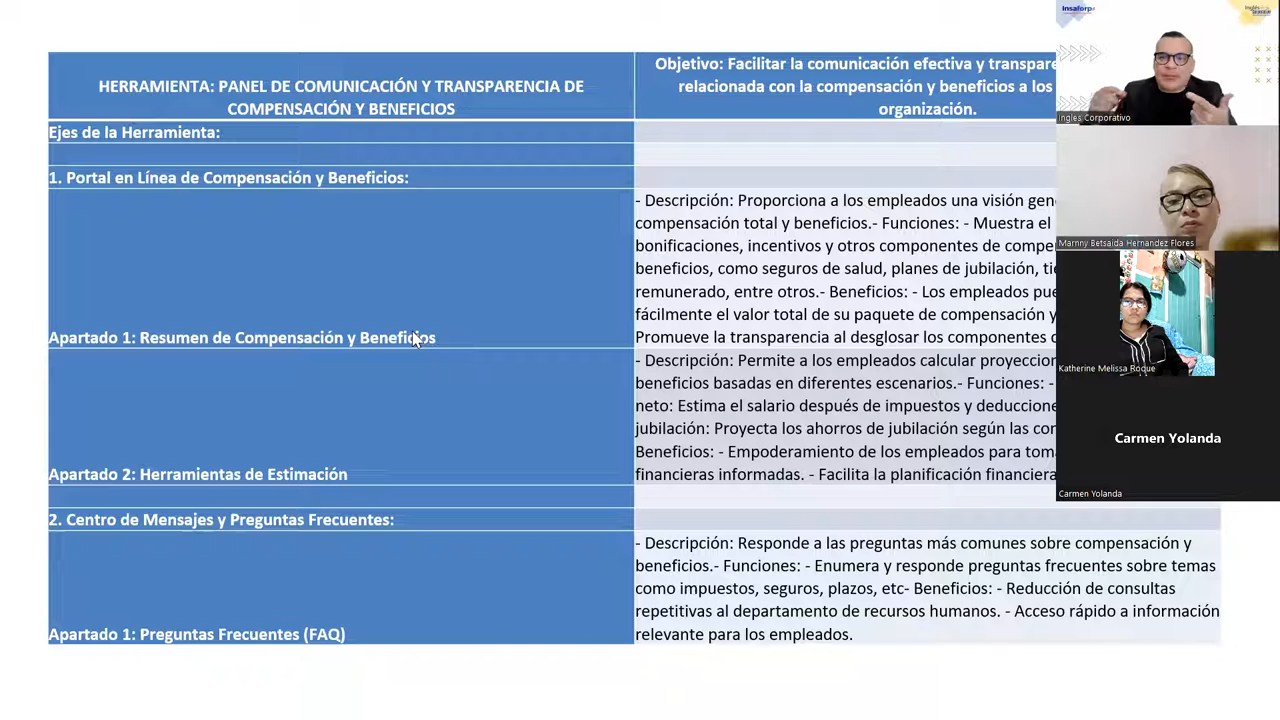 HERRAMIENTA: PANEL DE COMUNICACIÓN Y TRANSPARENCIA DE
COMPENSACIÓN Y BENEFICIOS
Objetivo: Facilitar la comunicación efectiva y transpare
relacionada con la compensación y beneficios a los
organización.
Ejes de la Herramienta:
1. Portal en Línea de Compensación y Beneficios:
Apartado 1: Resumen de Compensación y Beneficios
- Descripción: Proporciona a los empleados una visión gen
compensación total y beneficios.- Funciones: - Muestra el
bonificaciones, incentivos y otros componentes de compe
beneficios, como seguros de salud, planes de jubilación, ti
remunerado, entre otros.- Beneficios: - Los empleados pue
fácilmente el valor total de su paquete de compensación y
Promueve la transparencia al desglosar los componentes d
Apartado 2: Herramientas de Estimación
- Descripción: Permite a los empleados calcular proyeccion
beneficios basadas en diferentes escenarios.- Funciones: -
neto: Estima el salario después de impuestos y deduccione
jubilación: Proyecta los ahorros de jubilación según las con
Beneficios: - Empoderamiento de los empleados para toma
financieras informadas. - Facilita la planificación financiera
2. Centro de Mensajes y Preguntas Frecuentes:
Apartado 1: Preguntas Frecuentes (FAQ)
- Descripción: Responde a las preguntas más comunes sobre compensación y
beneficios.- Funciones: - Enumera y responde preguntas frecuentes sobre temas
como impuestos, seguros, plazos, etc- Beneficios: - Reducción de consultas
repetitivas al departamento de recursos humanos. - Acceso rápido a información
relevante para los empleados.
Insaforp
Ingles Corporativo
Marnny Betsaida Hernandez Flores
Katherine Melissa Roque
Carmen Yolanda
Carmen Yolanda